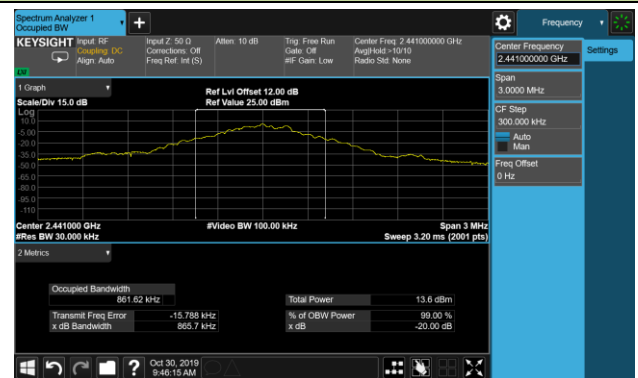 Spectrum Analyzer 1
Occupied BW
Frequency
KEYSIGHT
Input: RF
Coupling: DC
Align: Auto
Input Z: 50 Ω
Corrections: Off
Freq Ref: Int (S)
Atten: 10 dB
Trig: Free Run
Gate: Off
#IF Gain: Low
Center Freq: 2.441000000 GHz
Avg|Hold:>10/10
Radio Std: None
Center Frequency
2.441000000 GHz
Settings
Span
3.0000 MHz
CF Step
300.000 kHz
Auto
Man
Freq Offset
0 Hz
1 Graph
Scale/Div 15.0 dB
Ref Lvl Offset 12.00 dB
Ref Value 25.00 dBm
Log
10.0
-5.00
-20.0
-35.0
-50.0
-65.0
-80.0
-95.0
-110
Center 2.441000 GHz
#Res BW 30.000 kHz
#Video BW 100.00 kHz
Span 3 MHz
Sweep 3.20 ms (2001 pts)
2 Metrics
Occupied Bandwidth
861.62 kHz
Total Power 13.6 dBm
Transmit Freq Error -15.788 kHz
% of OBW Power 99.00 %
x dB Bandwidth 865.7 kHz
x dB -20.00 dB
?
Oct 30, 2019
9:46:15 AM